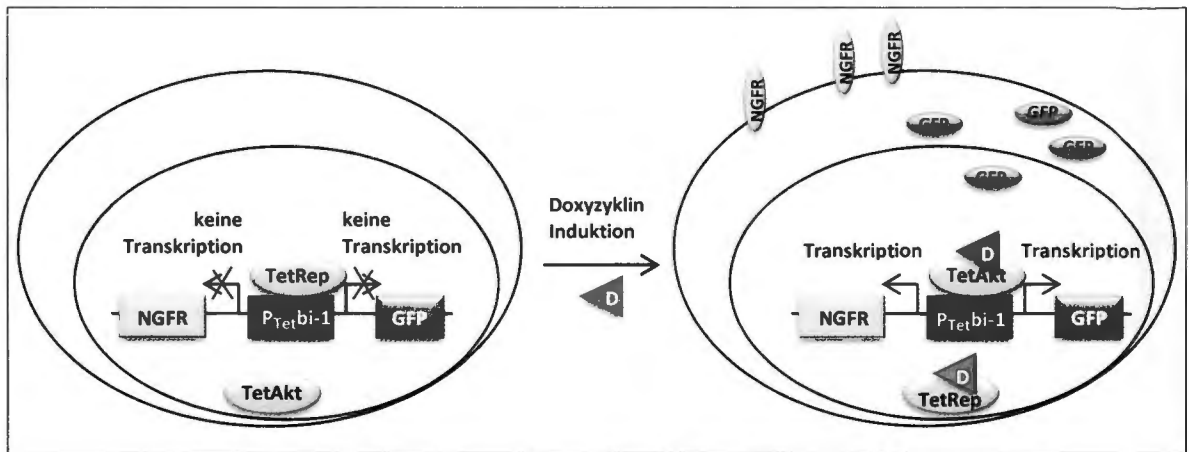 keine
Transkription
keine
Transkription
TetRep
NGFR
P_Tet bi-1
GFP
TetAkt
Doxyzyklin
Induktion
D
NGFR
NGFR
NGFR
GFP
GFP
GFP
GFP
Transkription
D
Transkription
TetAkt
NGFR
P_Tet bi-1
GFP
D
TetRep